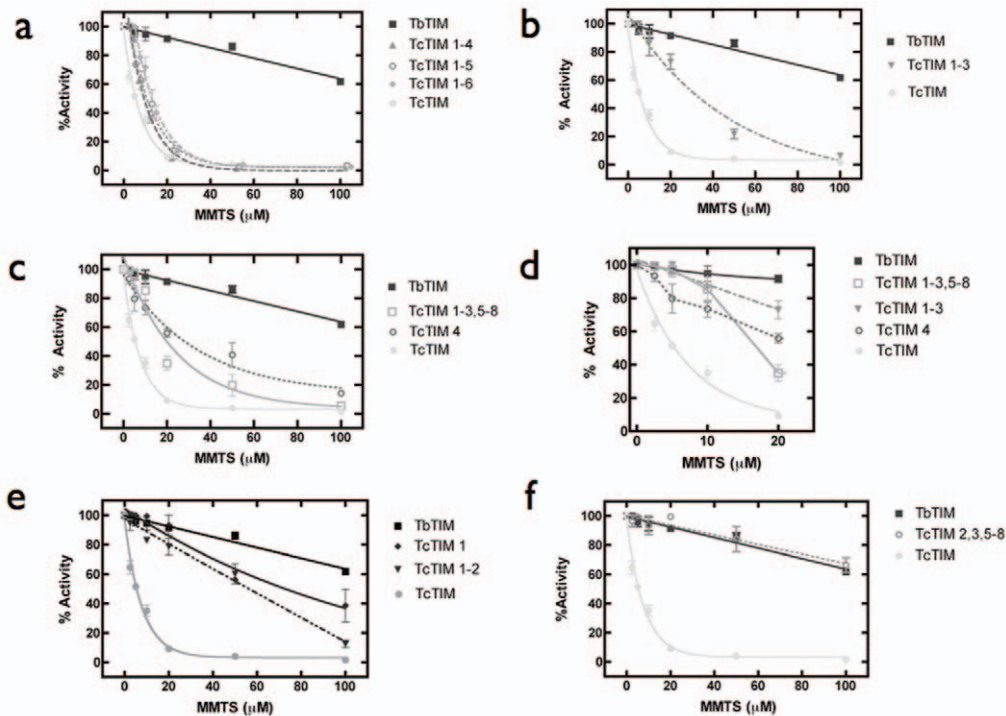 a
%Activity
100
80
60
40
20
0
0 20 40 60 80 100
MMTS (μM)
TbTIM
TcTIM 1-4
TcTIM 1-5
TcTIM 1-6
TcTIM
b
% Activity
100
80
60
40
20
0
0 20 40 60 80 100
MMTS (μM)
TbTIM
TcTIM 1-3
TcTIM
c
% Activity
100
80
60
40
20
0
0 20 40 60 80 100
MMTS (μM)
TbTIM
TcTIM 1-3,5-8
TcTIM 4
TcTIM
d
% Activity
100
80
60
40
20
0
0 10 20
MMTS (μM)
TbTIM
TcTIM 1-3,5-8
TcTIM 1-3
TcTIM 4
TcTIM
e
% Activity
100
80
60
40
20
0
0 20 40 60 80 100
MMTS (μM)
TbTIM
TcTIM 1
TcTIM 1-2
TcTIM
f
%Activity
100
80
60
40
20
0
0 20 40 60 80 100
MMTS (μM)
TbTIM
TcTIM 2,3,5-8
TcTIM